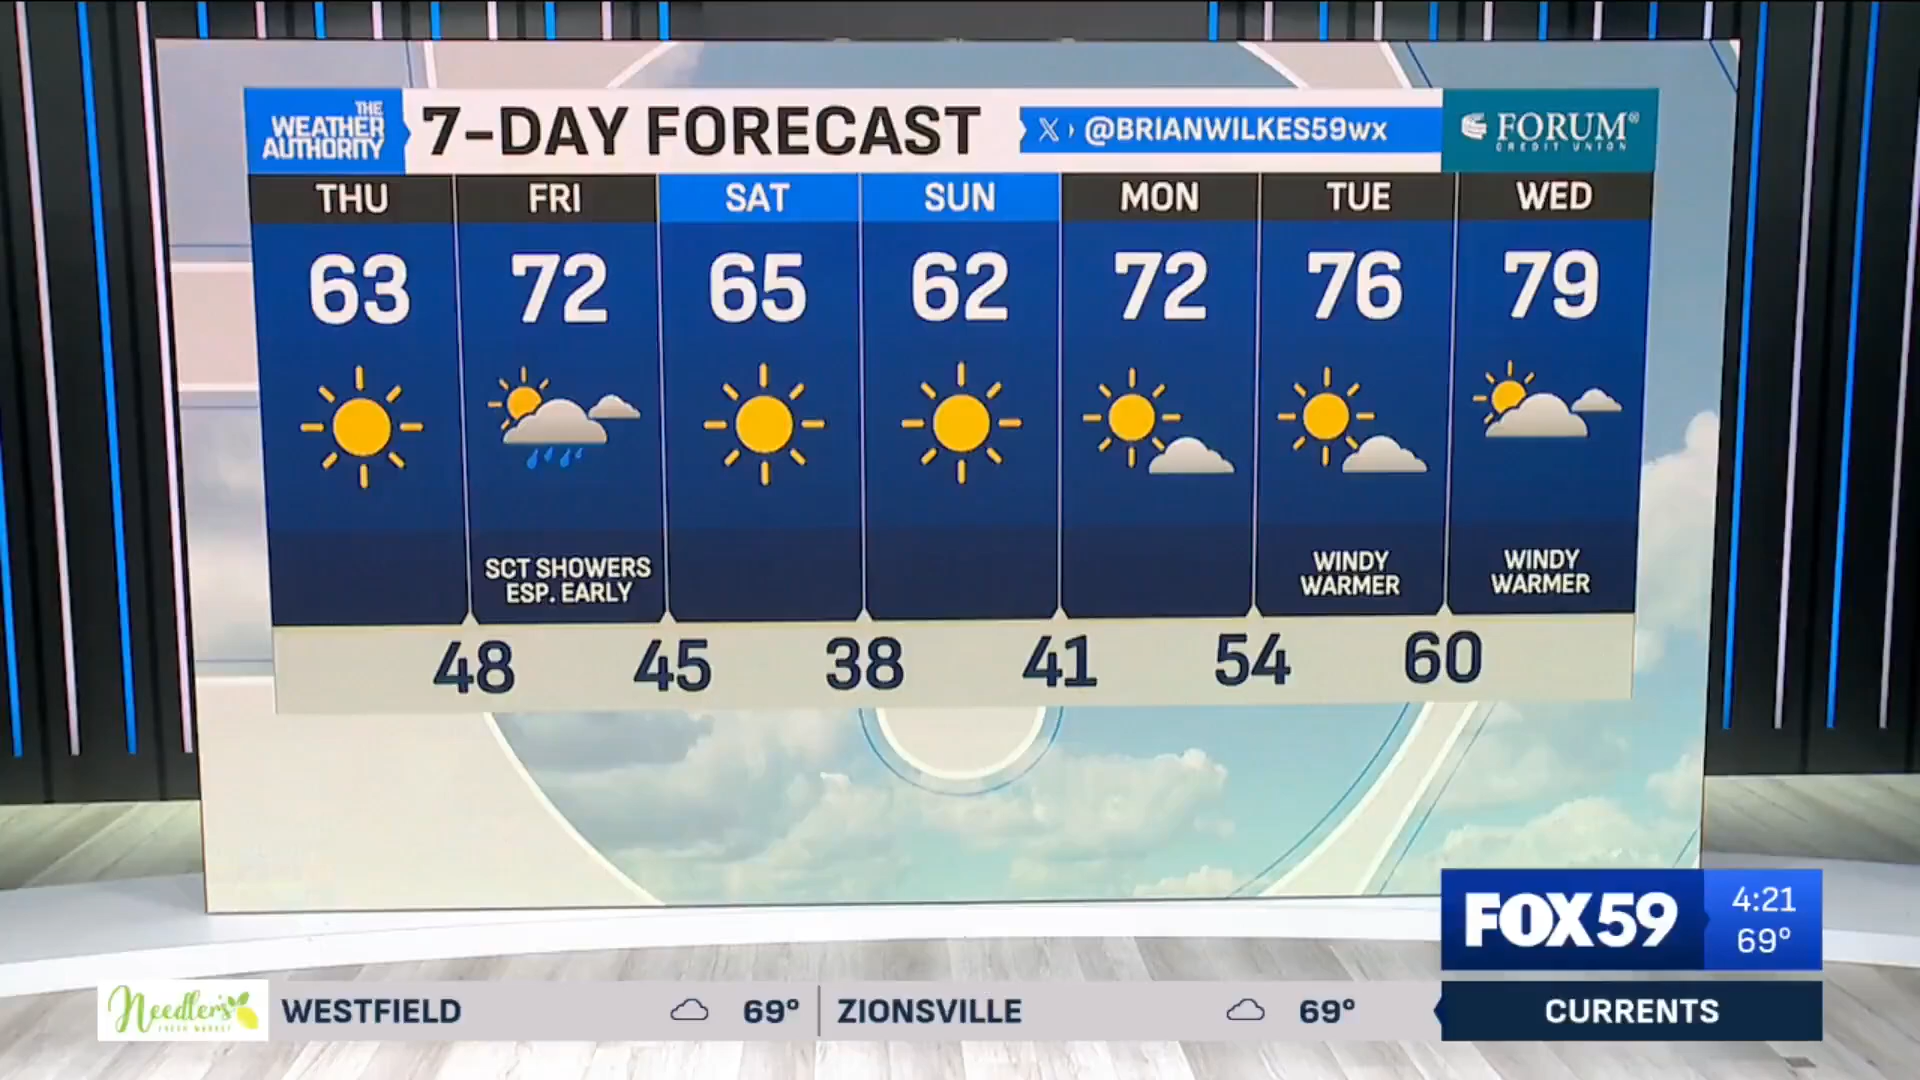 THE
WEATHER
AUTHORITY
7-DAY FORECAST
X @BRIANWILKES59wx
FORUM®
CREDIT UNION
THU FRI SAT SUN MON TUE WED
63 72 65 62 72 76 79
SCT SHOWERS
ESP. EARLY
WINDY
WARMER
WINDY
WARMER
48 45 38 41 54 60
FOX59
4:21
69°
Needler's
FRESH MARKET
WESTFIELD 69° ZIONSVILLE 69°
CURRENTS